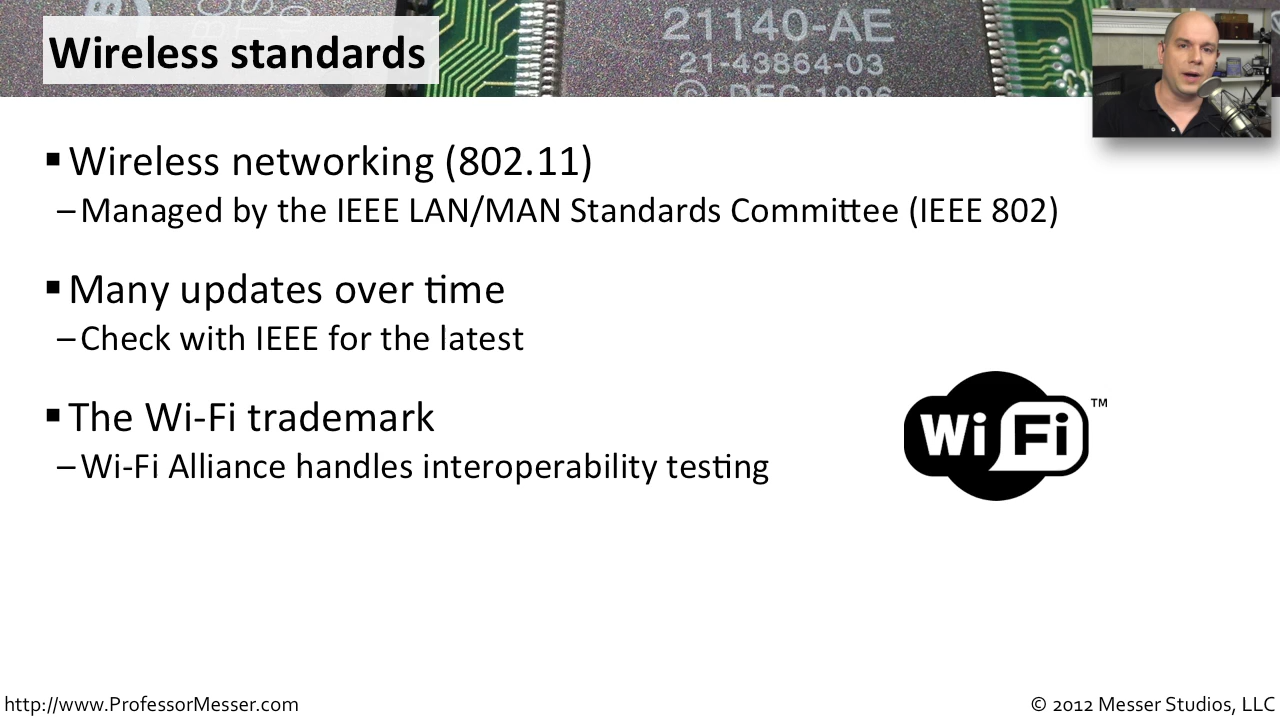 21140-AE
21-43864-03
© DEC 1996
Wireless standards
▪ Wireless networking (802.11)
– Managed by the IEEE LAN/MAN Standards Committee (IEEE 802)
▪ Many updates over time
– Check with IEEE for the latest
▪ The Wi-Fi trademark
– Wi-Fi Alliance handles interoperability testing
Wi Fi ™
http://www.ProfessorMesser.com
© 2012 Messer Studios, LLC